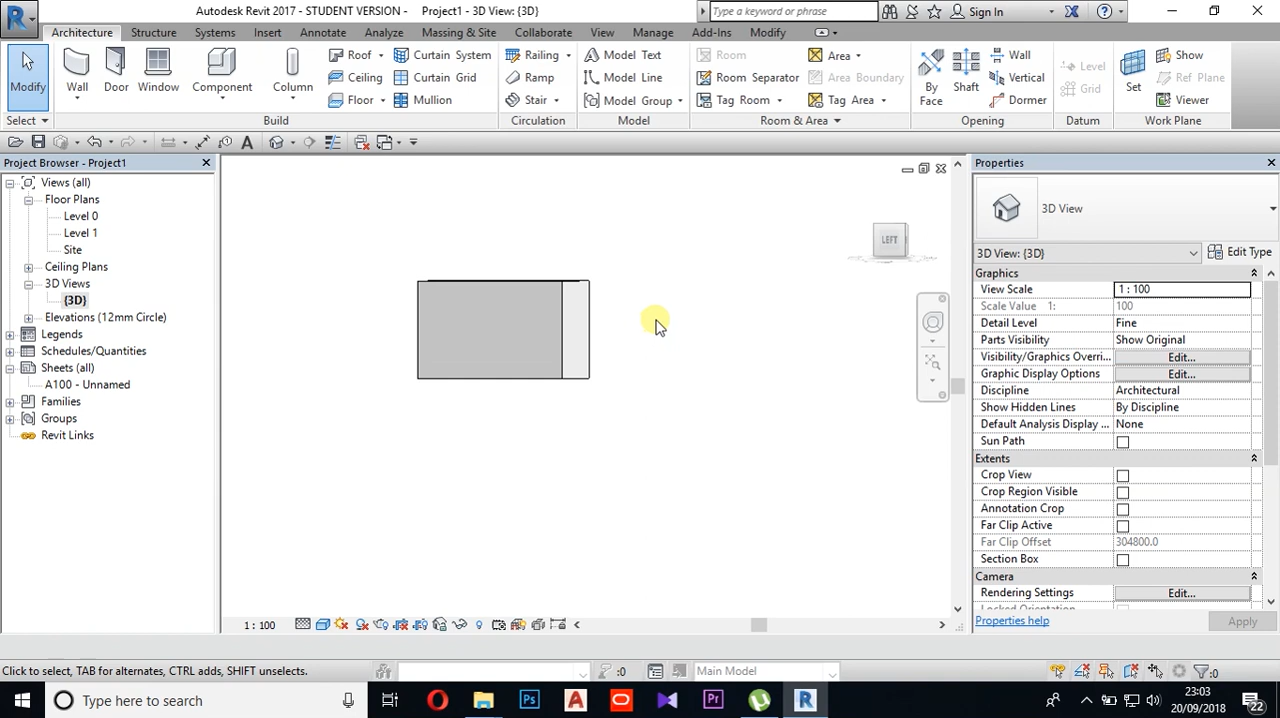 Autodesk Revit 2017 - STUDENT VERSION - Project1 - 3D View: {3D}
Type a keyword or phrase
Sign In
Architecture Structure Systems Insert Annotate Analyze Massing & Site Collaborate View Manage Add-Ins Modify
Modify
Wall
Door
Window
Component
Column
Roof
Ceiling
Floor
Curtain System
Curtain Grid
Mullion
Railing
Ramp
Stair
Model Text
Model Line
Model Group
Room
Room Separator
Tag Room
Area
Area Boundary
Tag Area
By Face
Shaft
Wall
Vertical
Dormer
Level
Grid
Set
Show
Ref Plane
Viewer
Select
Build
Circulation
Model
Room & Area
Opening
Datum
Work Plane
Project Browser - Project1
Views (all)
Floor Plans
Level 0
Level 1
Site
Ceiling Plans
3D Views
{3D}
Elevations (12mm Circle)
Legends
Schedules/Quantities
Sheets (all)
A100 - Unnamed
Families
Groups
Revit Links
LEFT
Properties
3D View
3D View: {3D}
Edit Type
Graphics
View Scale 1 : 100
Scale Value 1: 100
Detail Level Fine
Parts Visibility Show Original
Visibility/Graphics Overri... Edit...
Graphic Display Options Edit...
Discipline Architectural
Show Hidden Lines By Discipline
Default Analysis Display ... None
Sun Path
Extents
Crop View
Crop Region Visible
Annotation Crop
Far Clip Active
Far Clip Offset 304800.0
Section Box
Camera
Rendering Settings Edit...
Locked Orientation
Properties help
Apply
1 : 100
Click to select, TAB for alternates, CTRL adds, SHIFT unselects.
:0
Main Model
:0
Type here to search
23:03
20/09/2018
22